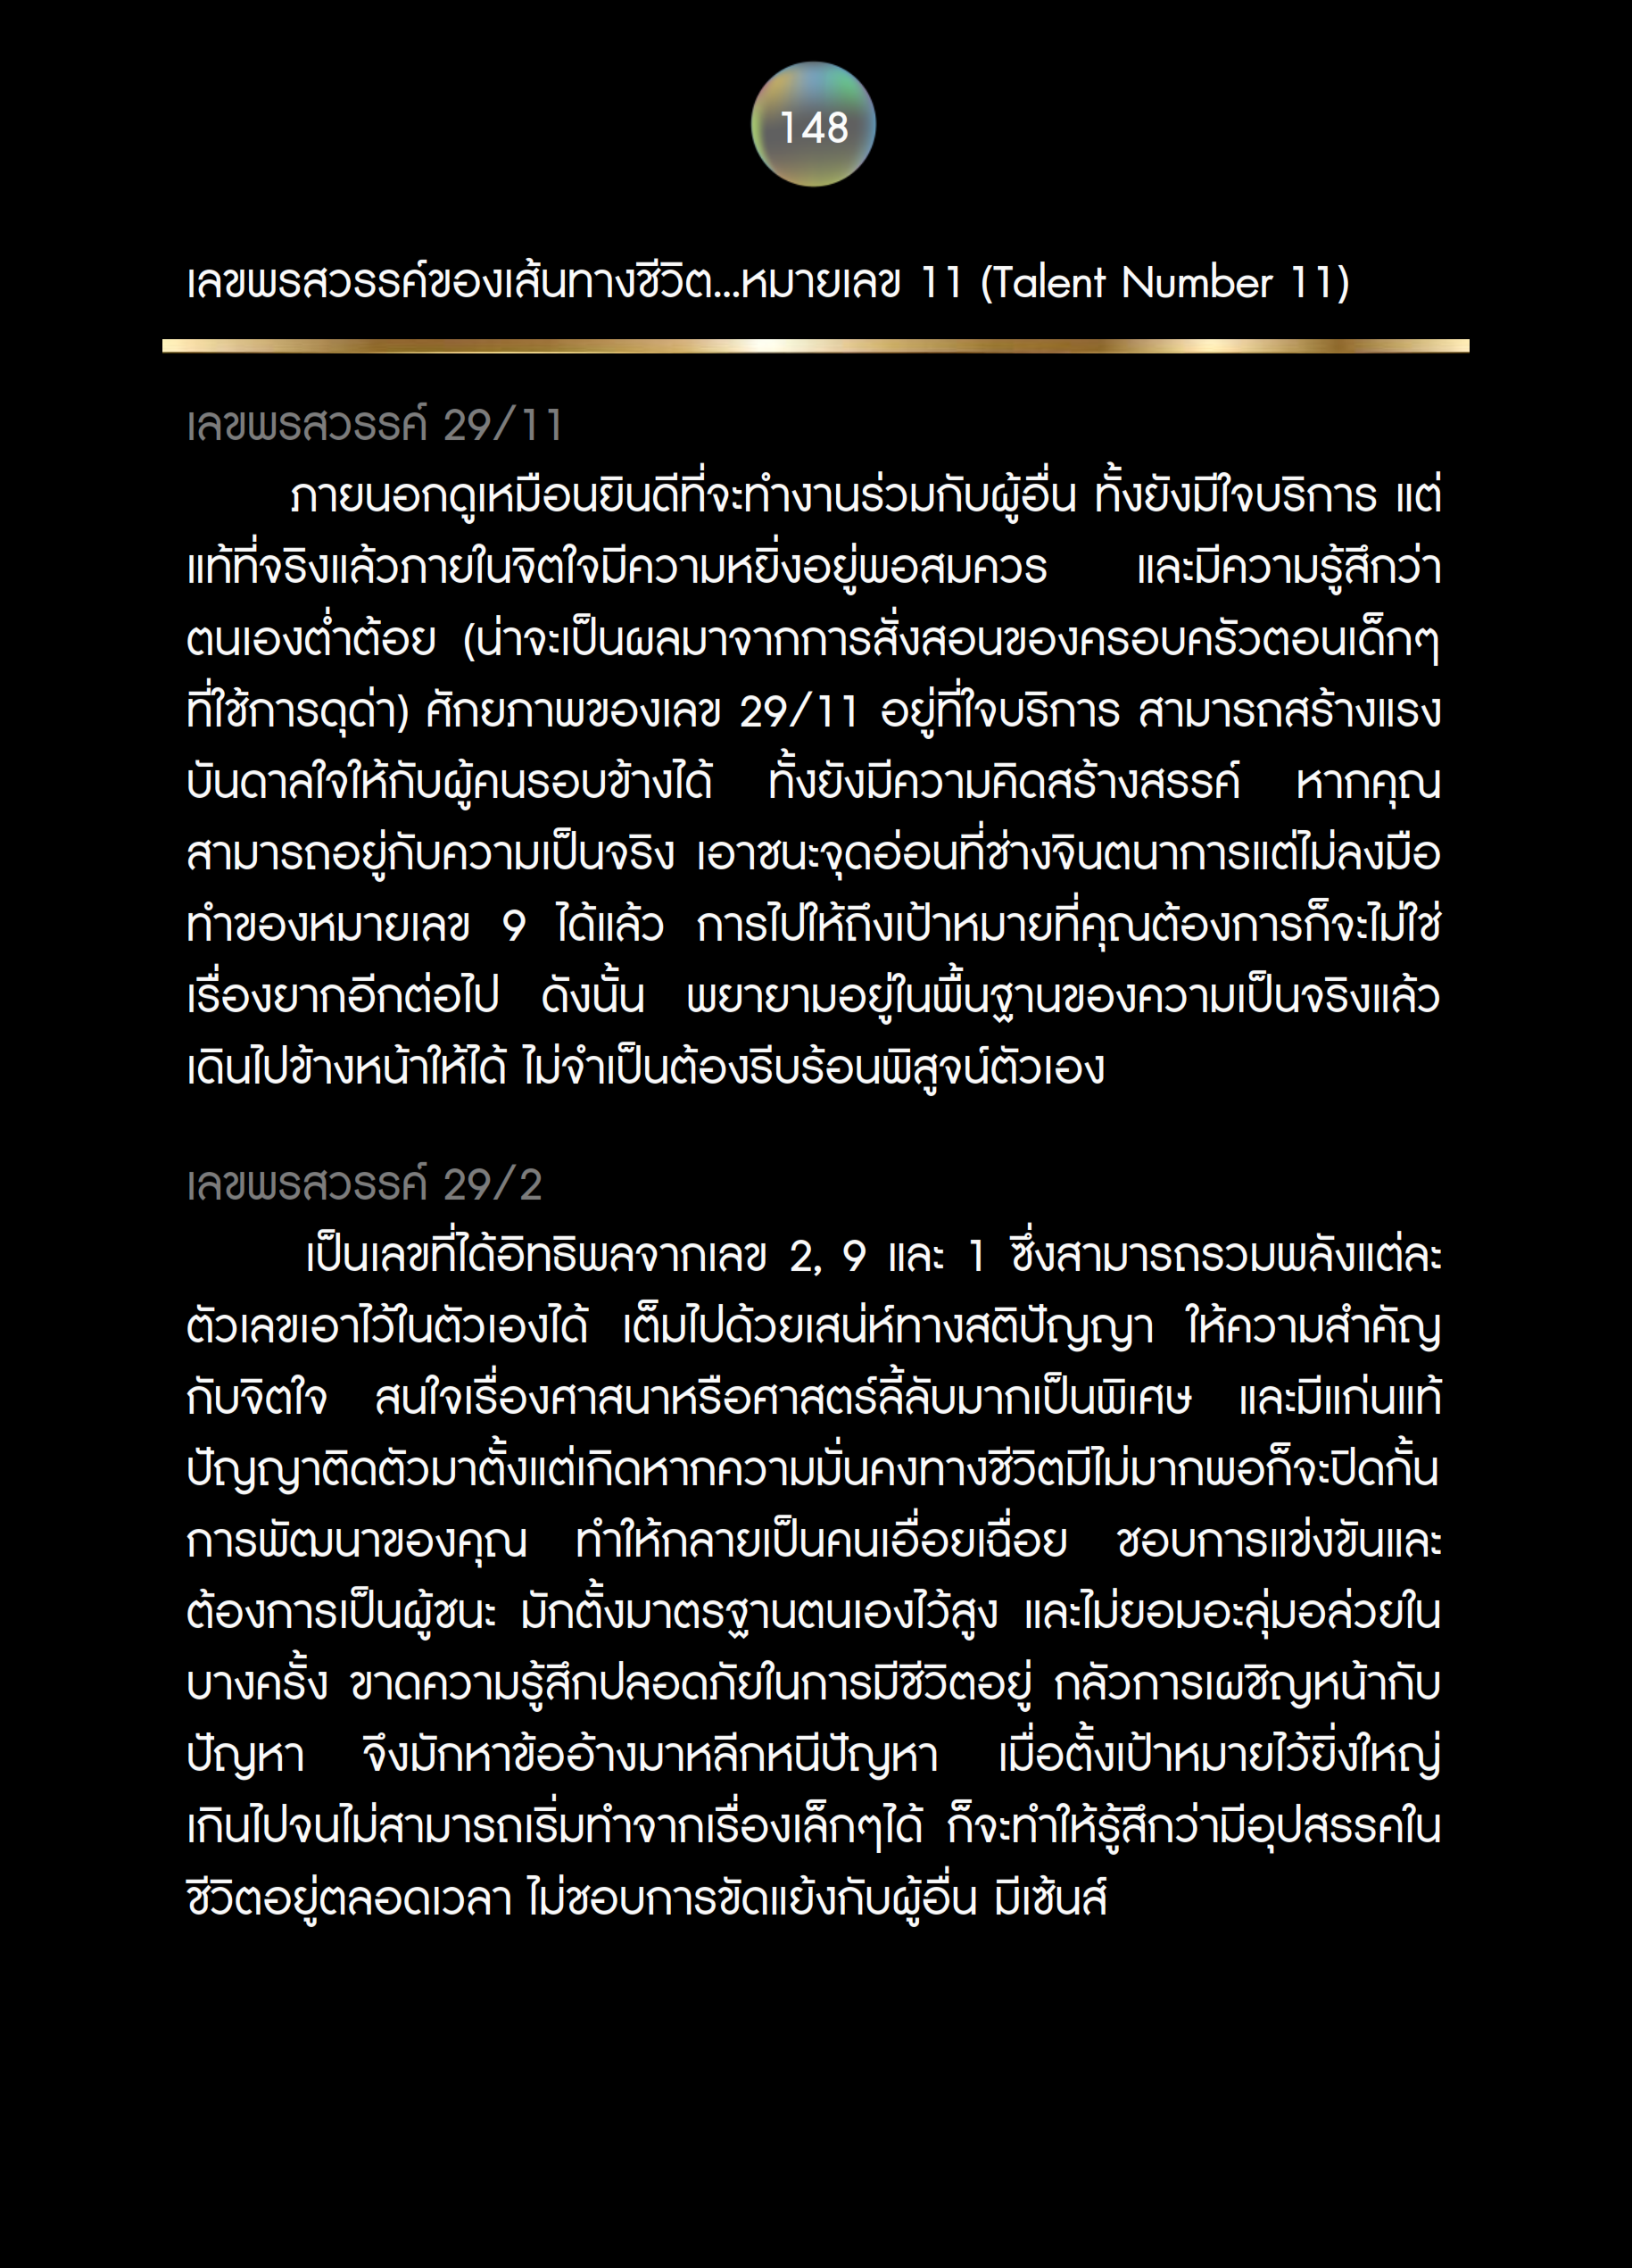 148
เลขพรสวรรค์ของเส้นทางชีวิต...หมายเลข 11 (Talent Number 11)
เลขพรสวรรค์ 29/11
ภายนอกดูเหมือนยินดีที่จะทำงานร่วมกับผู้อื่น ทั้งยังมีใจบริการ แต่
แท้ที่จริงแล้วภายในจิตใจมีความหยิ่งอยู่พอสมควร และมีความรู้สึกว่า
ตนเองต่ำต้อย (น่าจะเป็นผลมาจากการสั่งสอนของครอบครัวตอนเด็กๆ
ที่ใช้การดุด่า) ศักยภาพของเลข 29/11 อยู่ที่ใจบริการ สามารถสร้างแรง
บันดาลใจให้กับผู้คนรอบข้างได้ ทั้งยังมีความคิดสร้างสรรค์ หากคุณ
สามารถอยู่กับความเป็นจริง เอาชนะจุดอ่อนที่ช่างจินตนาการแต่ไม่ลงมือ
ทำของหมายเลข 9 ได้แล้ว การไปให้ถึงเป้าหมายที่คุณต้องการก็จะไม่ใช่
เรื่องยากอีกต่อไป ดังนั้น พยายามอยู่ในพื้นฐานของความเป็นจริงแล้ว
เดินไปข้างหน้าให้ได้ ไม่จำเป็นต้องรีบร้อนพิสูจน์ตัวเอง
เลขพรสวรรค์ 29/2
เป็นเลขที่ได้อิทธิพลจากเลข 2, 9 และ 1 ซึ่งสามารถรวมพลังแต่ละ
ตัวเลขเอาไว้ในตัวเองได้ เต็มไปด้วยเสน่ห์ทางสติปัญญา ให้ความสำคัญ
กับจิตใจ สนใจเรื่องศาสนาหรือศาสตร์ลี้ลับมากเป็นพิเศษ และมีแก่นแท้
ปัญญาติดตัวมาตั้งแต่เกิดหากความมั่นคงทางชีวิตมีไม่มากพอก็จะปิดกั้น
การพัฒนาของคุณ ทำให้กลายเป็นคนเอื่อยเฉื่อย ชอบการแข่งขันและ
ต้องการเป็นผู้ชนะ มักตั้งมาตรฐานตนเองไว้สูง และไม่ยอมอะลุ่มอล่วยใน
บางครั้ง ขาดความรู้สึกปลอดภัยในการมีชีวิตอยู่ กลัวการเผชิญหน้ากับ
ปัญหา จึงมักหาข้ออ้างมาหลีกหนีปัญหา เมื่อตั้งเป้าหมายไว้ยิ่งใหญ่
เกินไปจนไม่สามารถเริ่มทำจากเรื่องเล็กๆได้ ก็จะทำให้รู้สึกว่ามีอุปสรรคใน
ชีวิตอยู่ตลอดเวลา ไม่ชอบการขัดแย้งกับผู้อื่น มีเซ้นส์